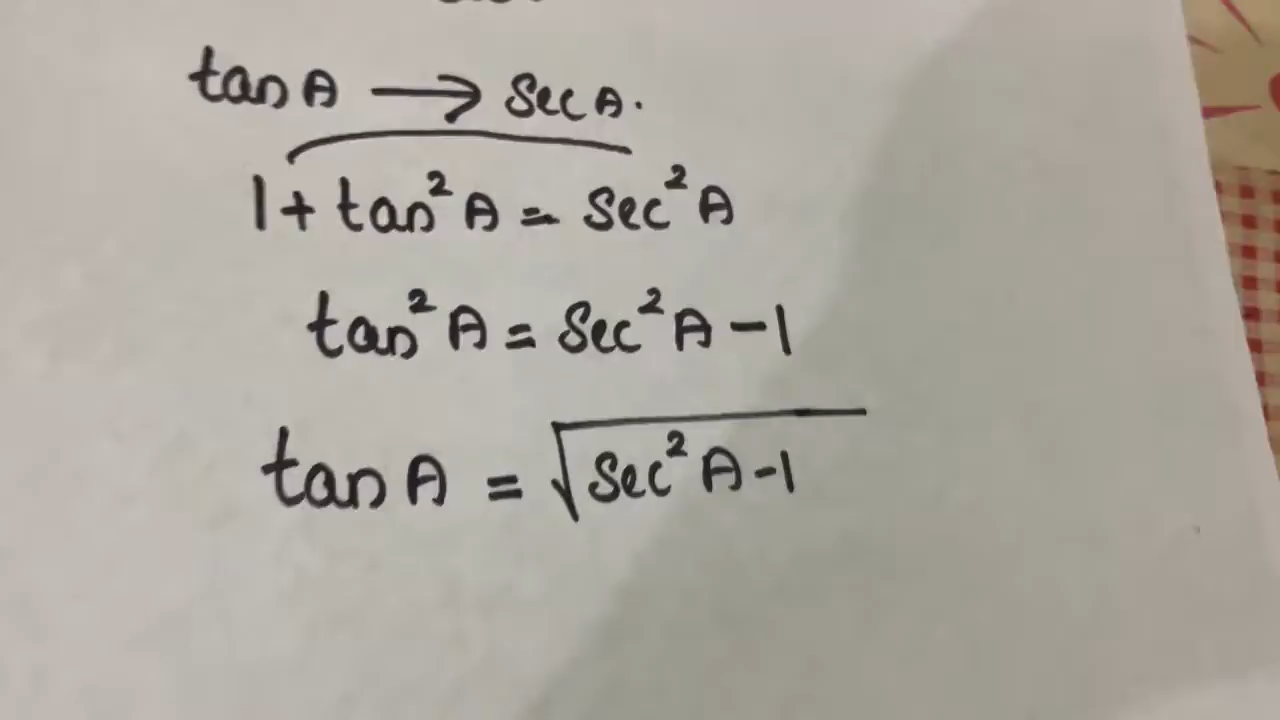 tan A → sec A.
1 + tan² A = sec² A
tan² A = sec² A - 1
tan A = √(sec² A - 1)